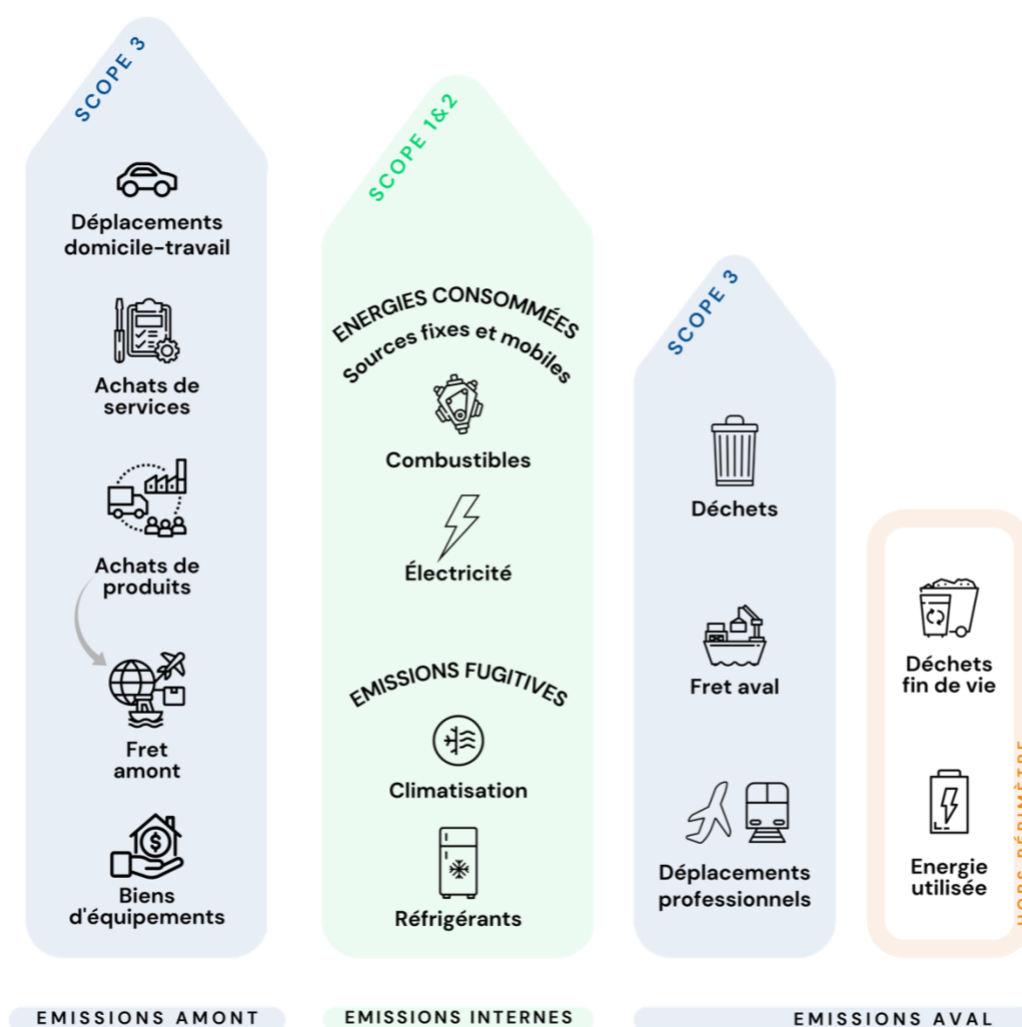 SCOPE 3
Déplacements
domicile-travail
Achats de
services
Achats de
produits
Fret
amont
Biens
d'équipements
SCOPE 1&2
ENERGIES CONSOMMÉES
Sources fixes et mobiles
Combustibles
Électricité
EMISSIONS FUGITIVES
Climatisation
Réfrigérants
SCOPE 3
Déchets
Fret aval
Déplacements
professionnels
Déchets
fin de vie
Energie
utilisée
HORS PÉRIMÈTRE
EMISSIONS AMONT
EMISSIONS INTERNES
EMISSIONS AVAL